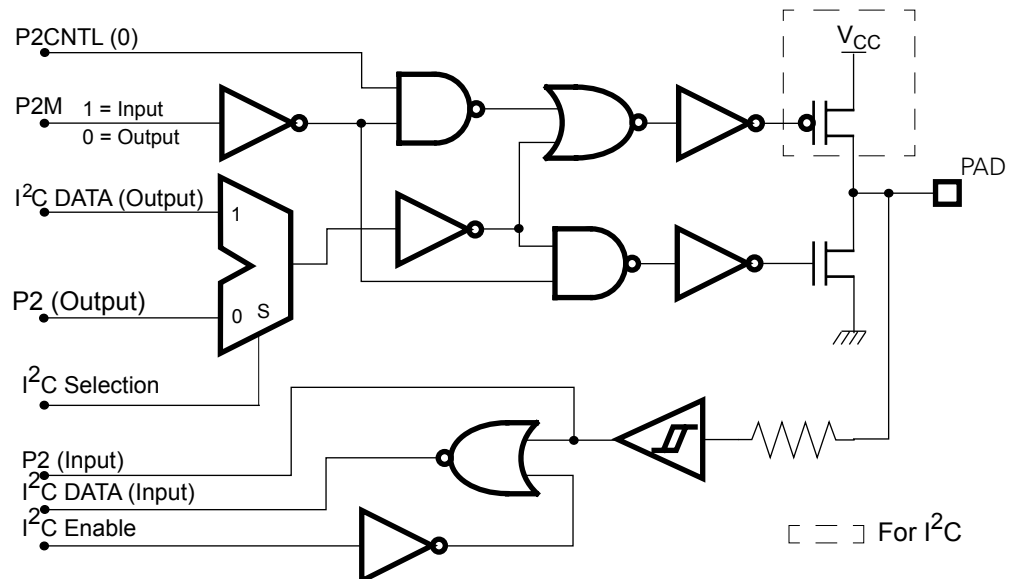 P2CNTL (0)
V_CC
P2M 1 = Input
0 = Output
PAD
I²C DATA (Output)
1
P2 (Output)
0 S
I²C Selection
P2 (Input)
I²C DATA (Input)
I²C Enable
For I²C